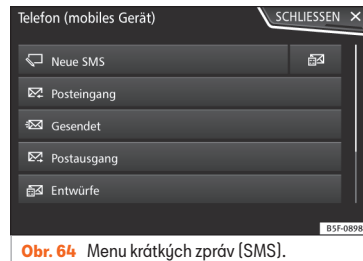 Telefon (mobiles Gerät) SCHLIESSEN ×
Neue SMS
Posteingang
Gesendet
Postausgang
Entwürfe
B5F-0898
Obr. 64 Menu krátkých zpráv (SMS).